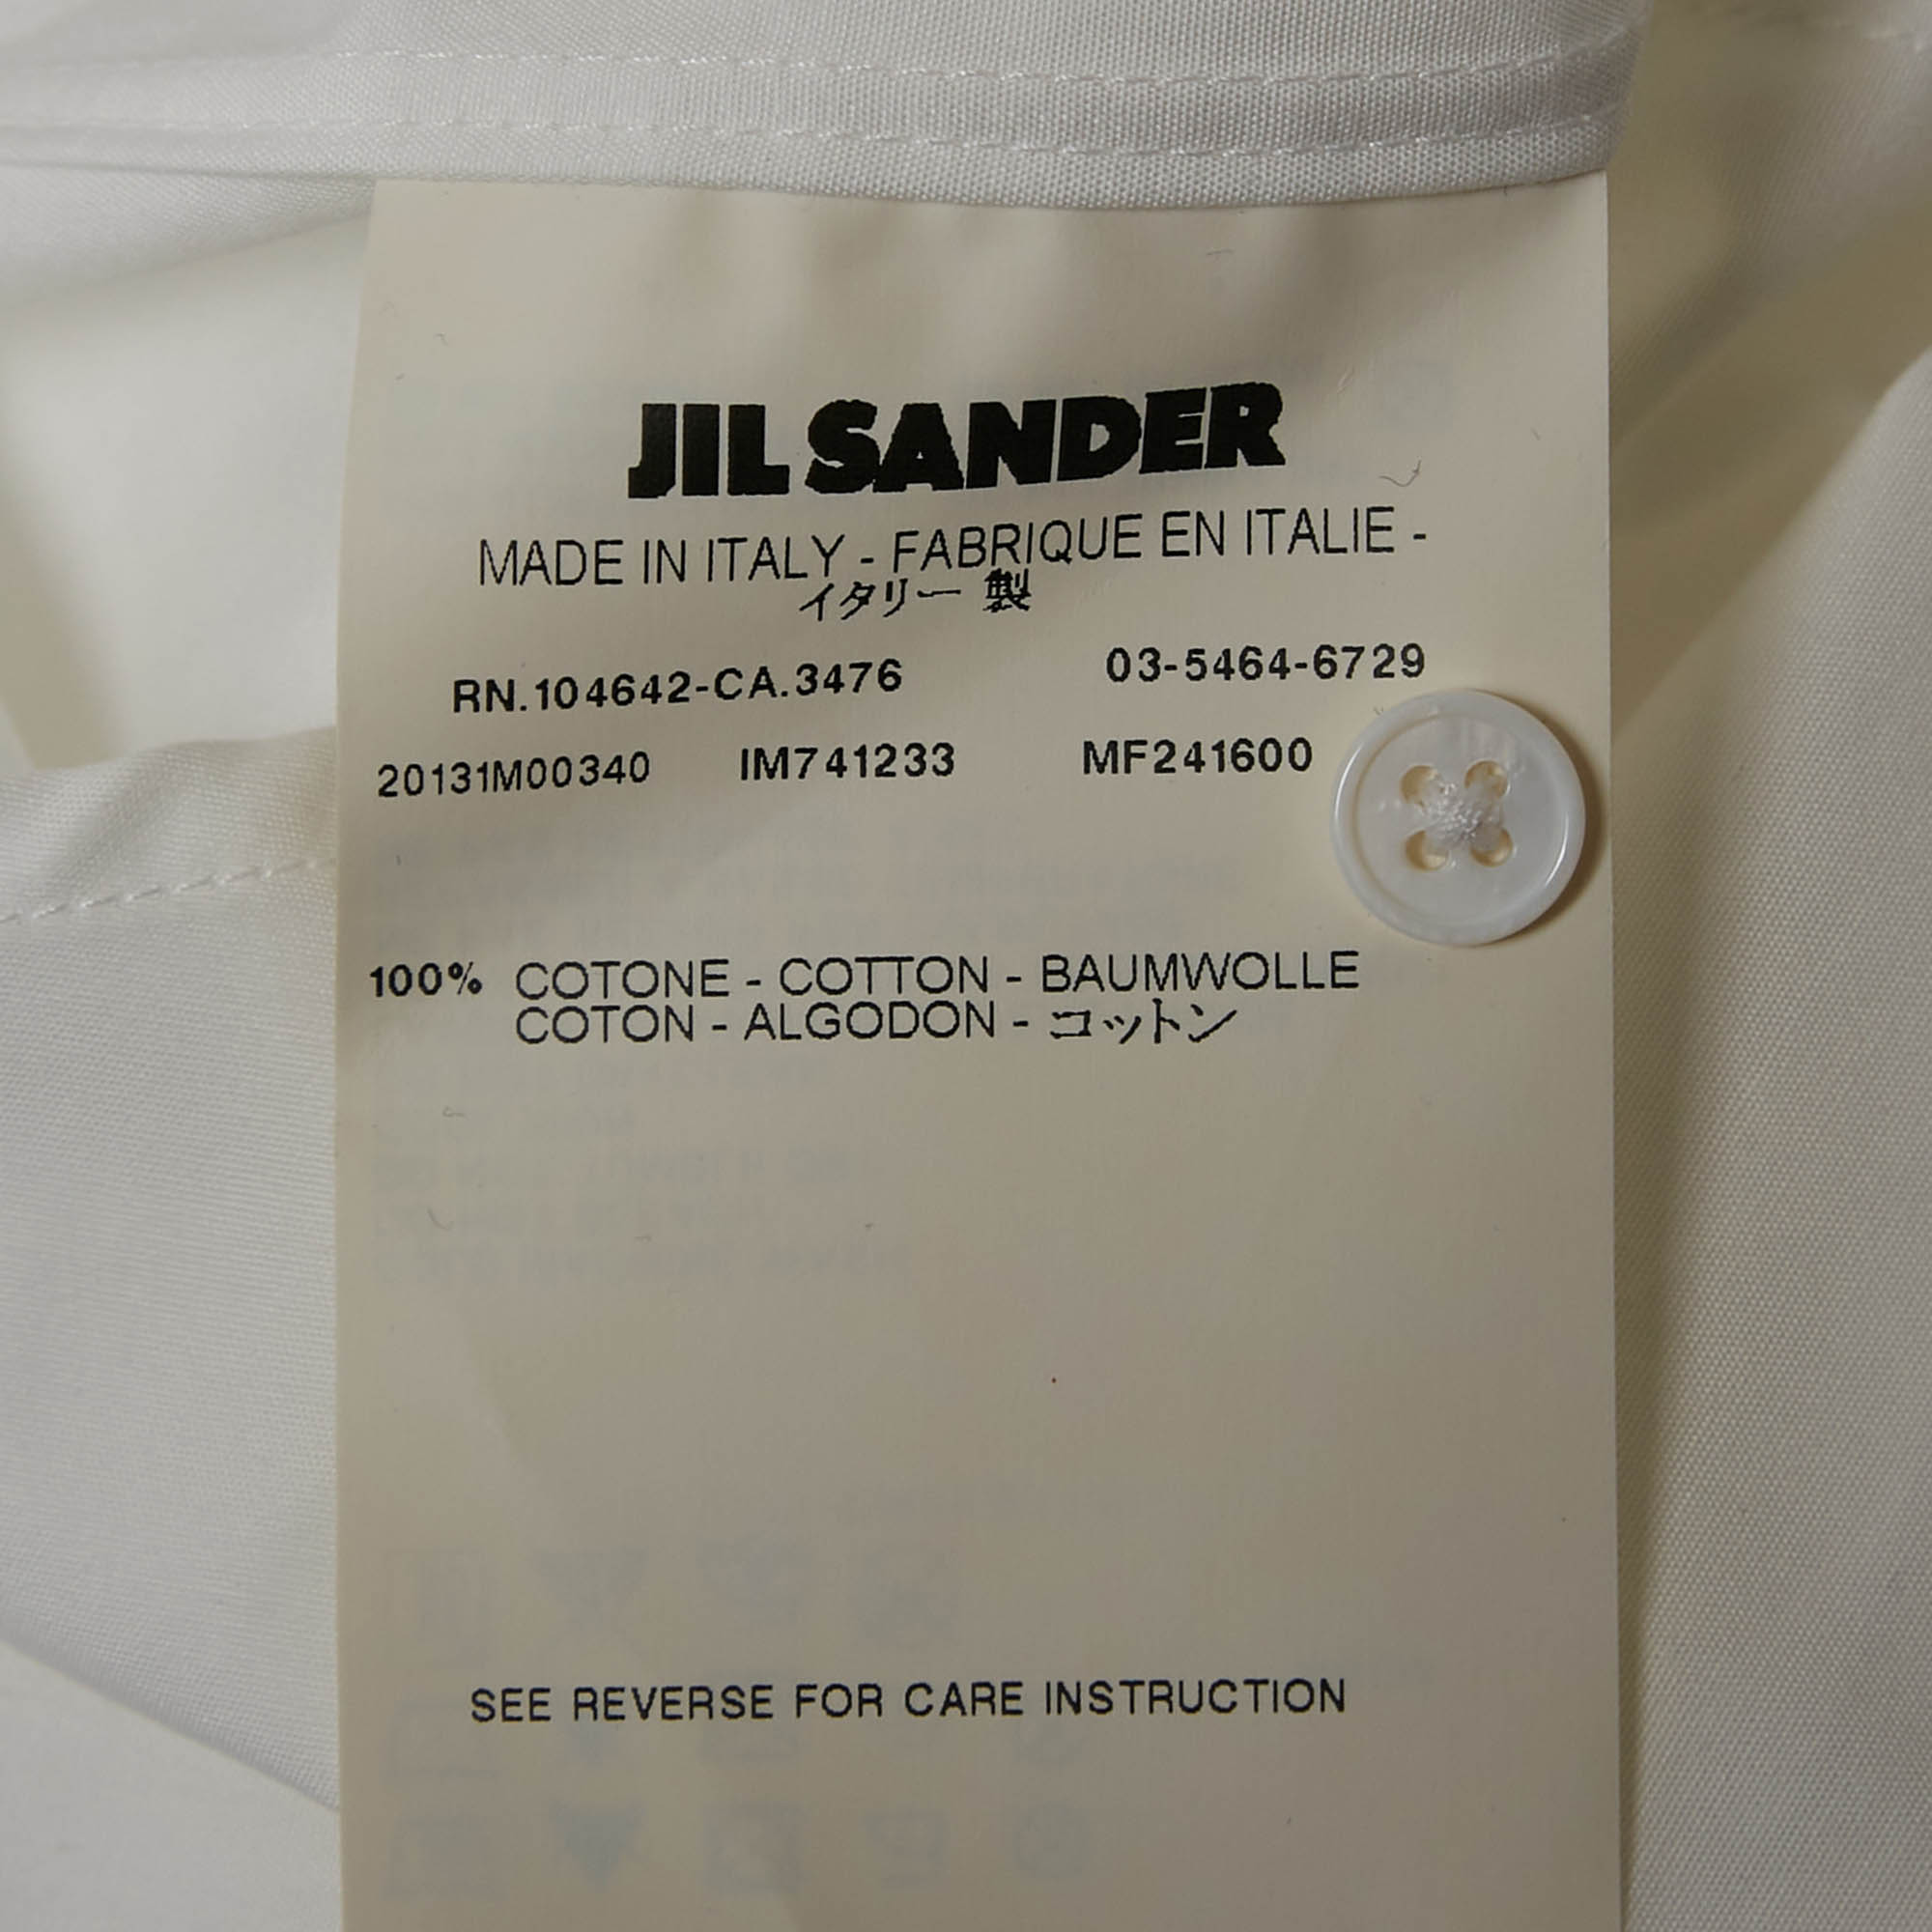 JIL SANDER
MADE IN ITALY - FABRIQUE EN ITALIE -
イタリー 製
RN.104642-CA.3476 03-5464-6729
20131M00340 IM741233 MF241600
100% COTONE - COTTON - BAUMWOLLE
COTON - ALGODON - コットン
SEE REVERSE FOR CARE INSTRUCTION